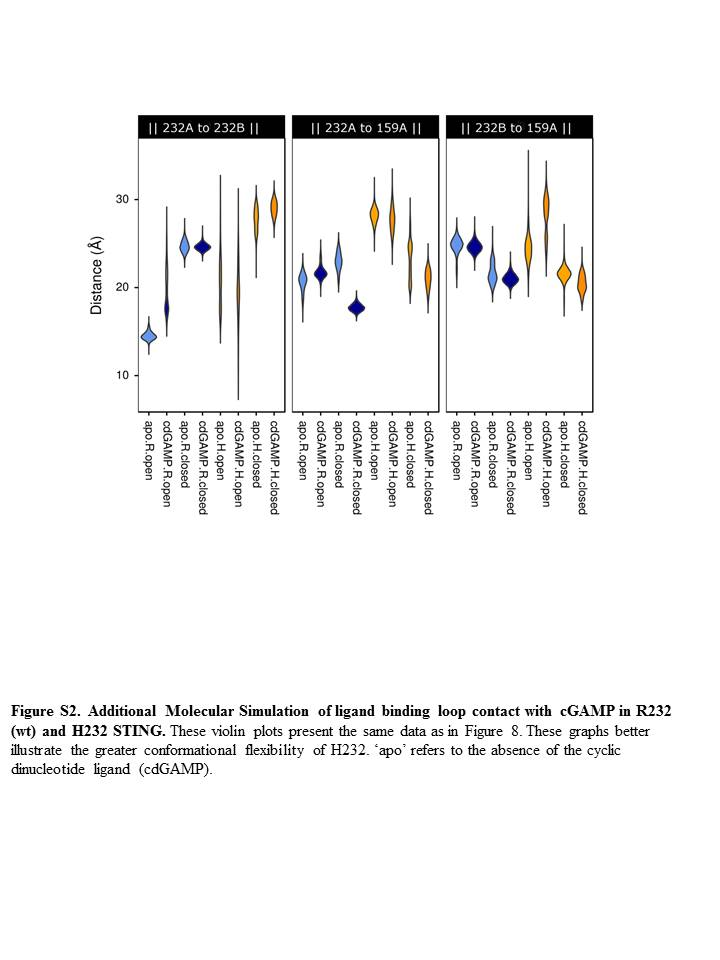 || 232A to 232B ||
|| 232A to 159A ||
|| 232B to 159A ||
Distance (Å)
30
20
10
apo.R.open
cdGAMP.R.open
apo.R.closed
cdGAMP.R.closed
apo.H.open
cdGAMP.H.open
apo.H.closed
cdGAMP.H.closed
apo.R.open
cdGAMP.R.open
apo.R.closed
cdGAMP.R.closed
apo.H.open
cdGAMP.H.open
apo.H.closed
cdGAMP.H.closed
apo.R.open
cdGAMP.R.open
apo.R.closed
cdGAMP.R.closed
apo.H.open
cdGAMP.H.open
apo.H.closed
cdGAMP.H.closed
Figure S2. Additional Molecular Simulation of ligand binding loop contact with cGAMP in R232
(wt) and H232 STING. These violin plots present the same data as in Figure 8. These graphs better
illustrate the greater conformational flexibility of H232. ‘apo’ refers to the absence of the cyclic
dinucleotide ligand (cdGAMP).